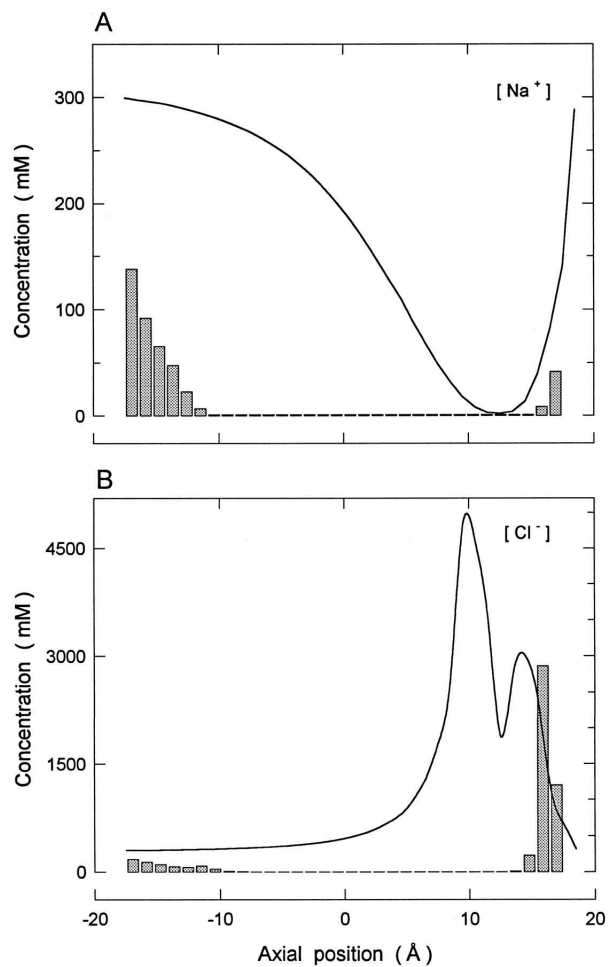 A
300
200
100
0
Concentration ( mM )
[ Na + ]
B
4500
3000
1500
0
Concentration ( mM )
[ Cl - ]
-20
-10
0
10
20
Axial position ( Å )